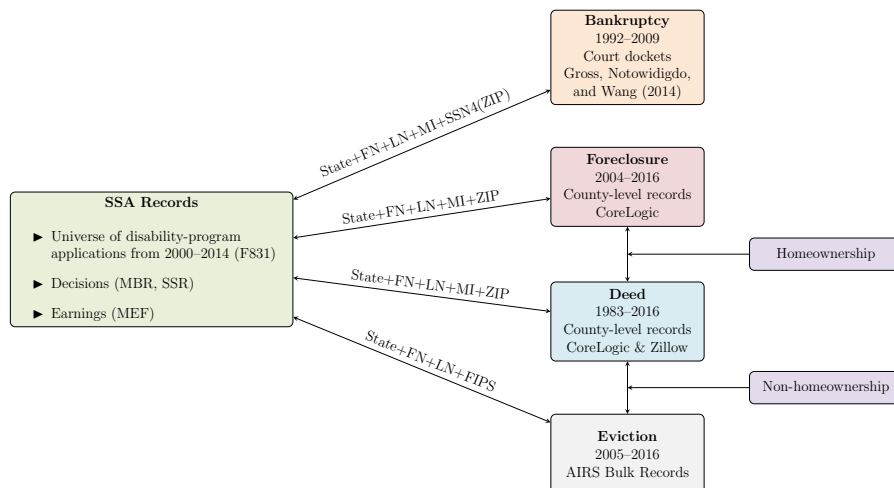 Bankruptcy
1992–2009
Court dockets
Gross, Notowidigdo,
and Wang (2014)
State+FN+LN+MI+SSN4(ZIP)
Foreclosure
2004–2016
County-level records
CoreLogic
State+FN+LN+MI+ZIP
SSA Records
► Universe of disability-program
applications from 2000–2014 (F831)
► Decisions (MBR, SSR)
► Earnings (MEF)
Homeownership
State+FN+LN+MI+ZIP
Deed
1983–2016
County-level records
CoreLogic & Zillow
State+FN+LN+FIPS
Non-homeownership
Eviction
2005–2016
AIRS Bulk Records